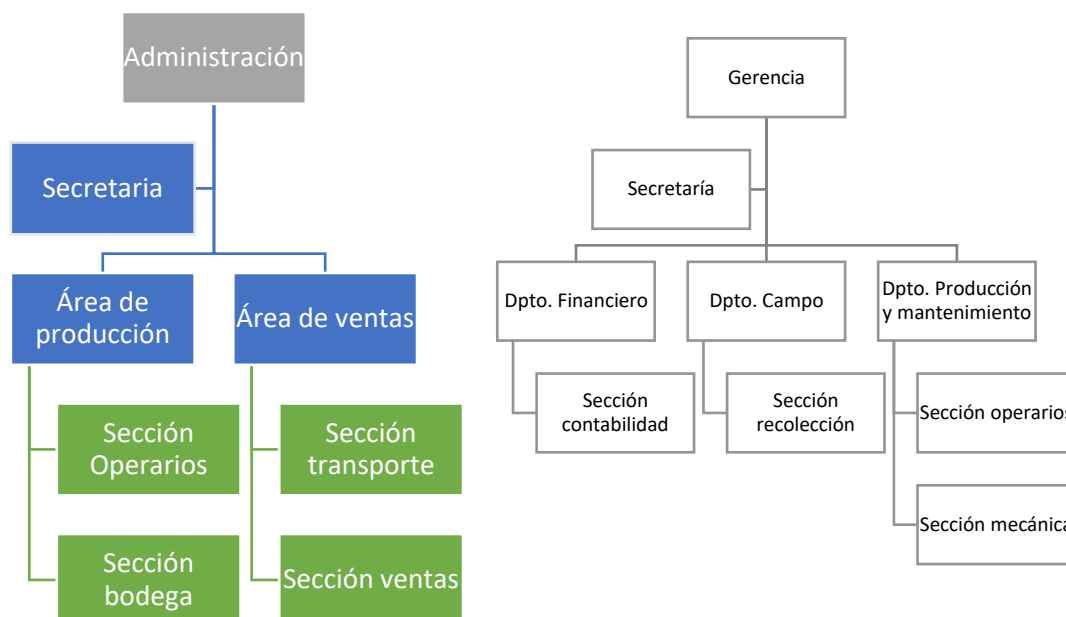 Administración
Secretaria
Área de
producción
Área de ventas
Sección
Operarios
Sección
transporte
Sección
bodega
Sección ventas
Gerencia
Secretaría
Dpto. Financiero
Dpto. Campo
Dpto. Producción
y mantenimiento
Sección
contabilidad
Sección
recolección
Sección operarios
Sección mecánica